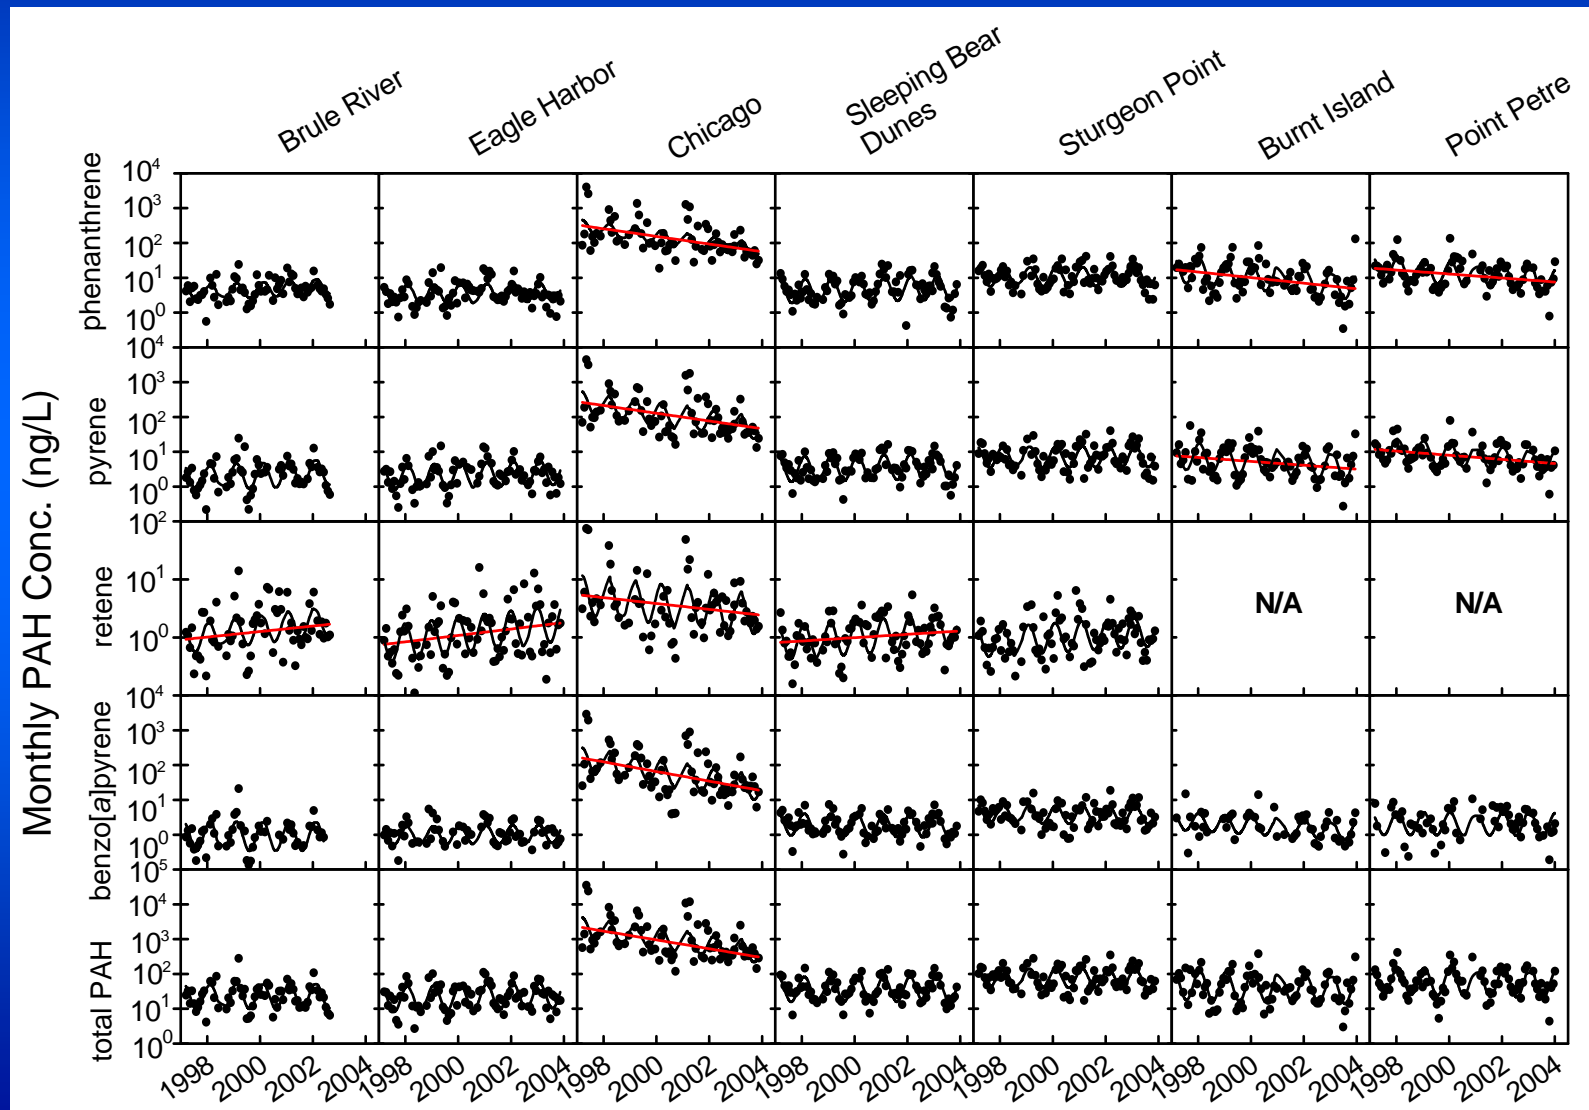 Brule River
Eagle Harbor
Chicago
Sleeping Bear
Dunes
Sturgeon Point
Burnt Island
Point Petre
Monthly PAH Conc. (ng/L)
phenanthrene
10⁴
10³
10²
10¹
10⁰
pyrene
10⁴
10³
10²
10¹
10⁰
retene
10²
10¹
10⁰
N/A
N/A
benzo[a]pyrene
10⁴
10³
10²
10¹
10⁰
total PAH
10⁵
10⁴
10³
10²
10¹
10⁰
1998 2000 2002 2004 1998 2000 2002 2004 1998 2000 2002 2004 1998 2000 2002 2004 1998 2000 2002 2004 1998 2000 2002 2004 1998 2000 2002 2004